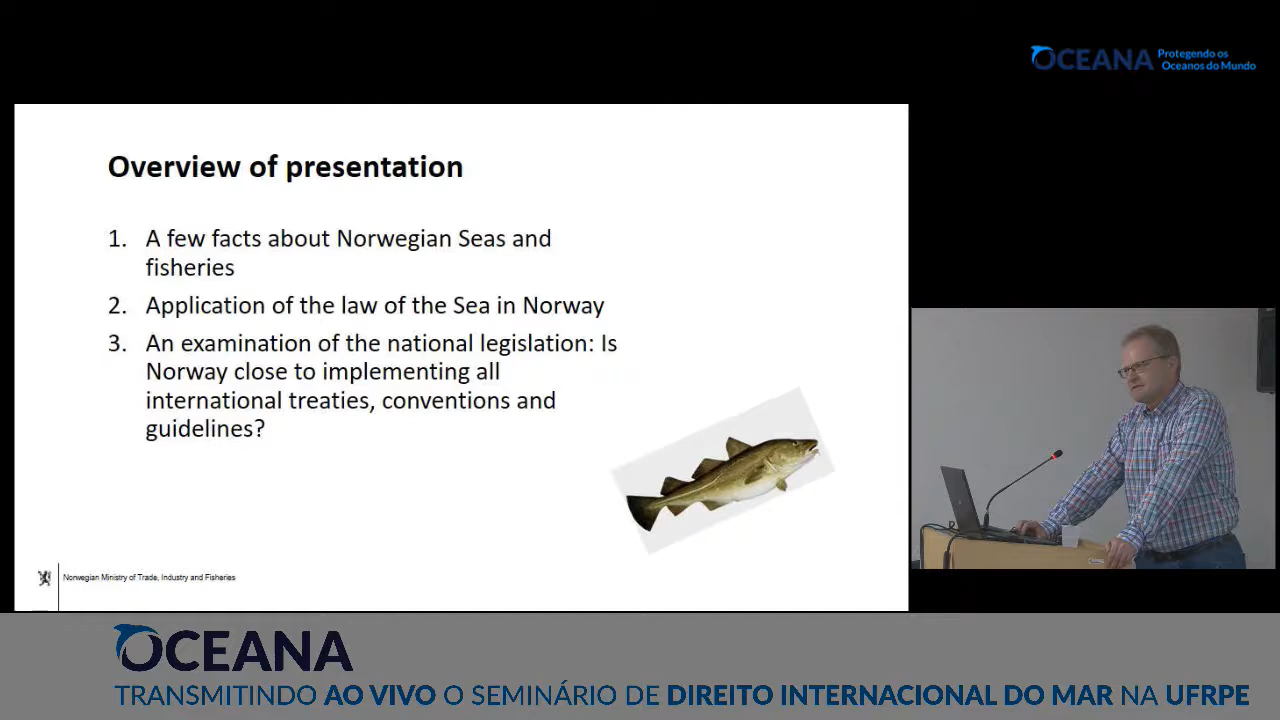 OCEANA
Protegendo os
Oceanos do Mundo
Overview of presentation
1. A few facts about Norwegian Seas and
fisheries
2. Application of the law of the Sea in Norway
3. An examination of the national legislation: Is
Norway close to implementing all
international treaties, conventions and
guidelines?
Norwegian Ministry of Trade, Industry and Fisheries
OCEANA
TRANSMITINDO AO VIVO O SEMINÁRIO DE DIREITO INTERNACIONAL DO MAR NA UFRPE